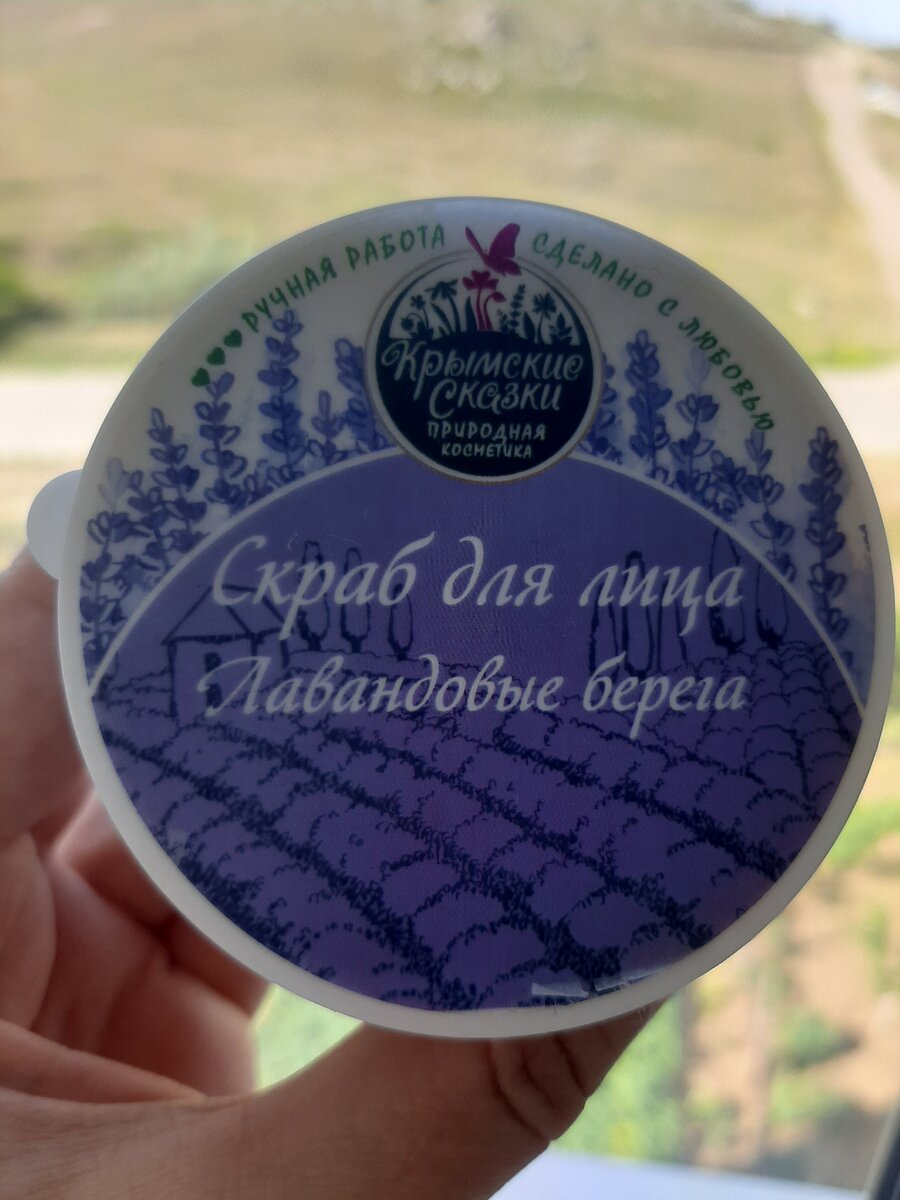 РУЧНАЯ РАБОТА
СДЕЛАНО С ЛЮБОВЬЮ
Крымские
Сказки
ПРИРОДНАЯ
КОСМЕТИКА
Скраб для лица
Лавандовые берега